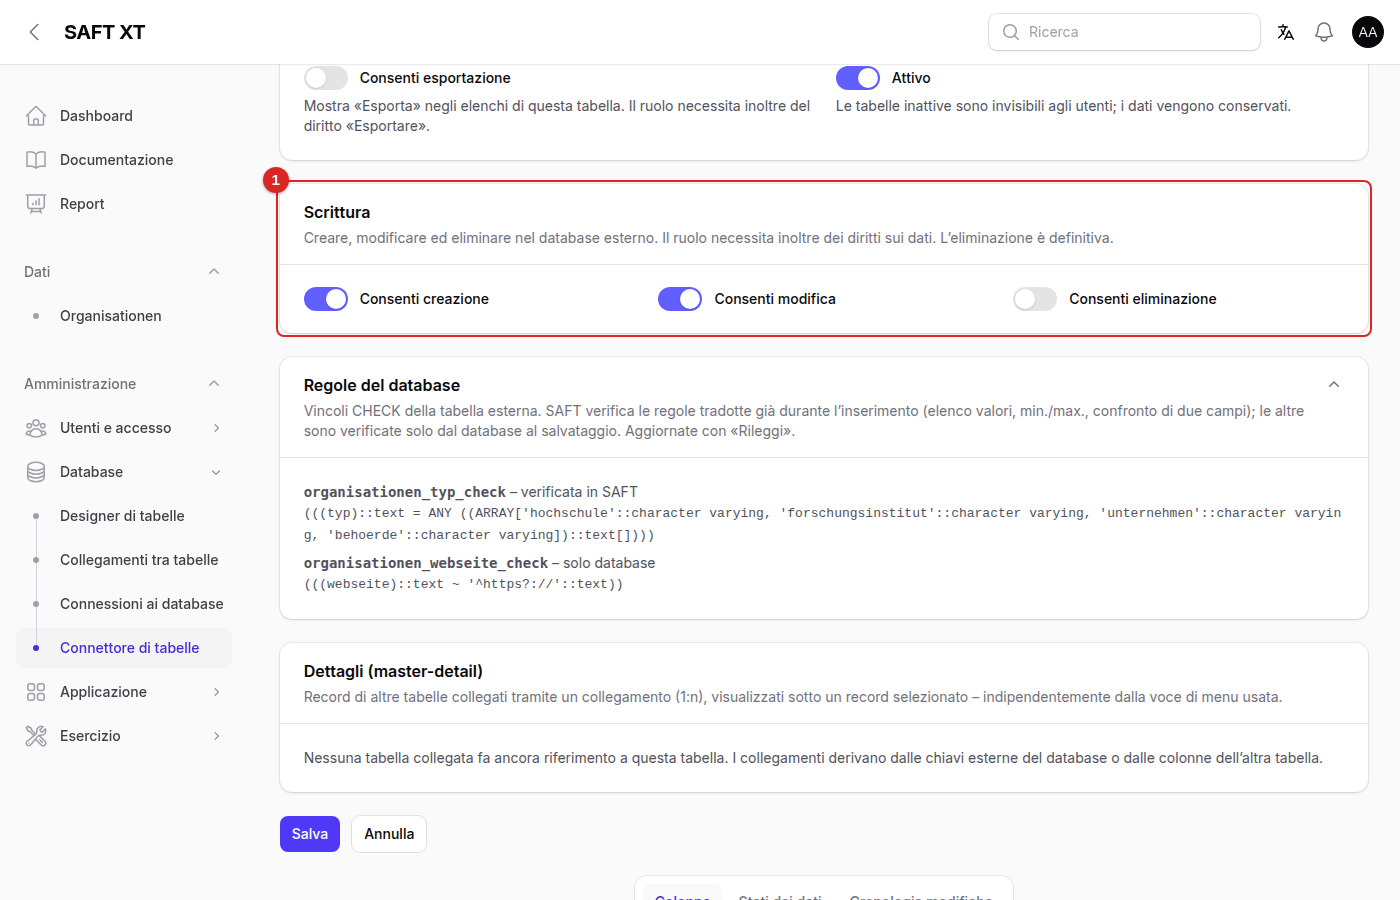 SAFT XT
Ricerca
AA
Dashboard
Documentazione
Report
Dati
Organisationen
Amministrazione
Utenti e accesso
Database
Designer di tabelle
Collegamenti tra tabelle
Connessioni ai database
Connettore di tabelle
Applicazione
Esercizio
Consenti esportazione
Mostra «Esporta» negli elenchi di questa tabella. Il ruolo necessita inoltre del
diritto «Esportare».
Attivo
Le tabelle inattive sono invisibili agli utenti; i dati vengono conservati.
1
Scrittura
Creare, modificare ed eliminare nel database esterno. Il ruolo necessita inoltre dei diritti sui dati. L’eliminazione è definitiva.
Consenti creazione
Consenti modifica
Consenti eliminazione
Regole del database
Vincoli CHECK della tabella esterna. SAFT verifica le regole tradotte già durante l’inserimento (elenco valori, min./max., confronto di due campi); le altre
sono verificate solo dal database al salvataggio. Aggiornate con «Rileggi».
organisationen_typ_check – verificata in SAFT
(((typ)::text = ANY ((ARRAY['hochschule'::character varying, 'forschungsinstitut'::character varying, 'unternehmen'::character varyin
g, 'behoerde'::character varying])::text[])))
organisationen_webseite_check – solo database
(((webseite)::text ~ '^https?://'::text))
Dettagli (master-detail)
Record di altre tabelle collegati tramite un collegamento (1:n), visualizzati sotto un record selezionato – indipendentemente dalla voce di menu usata.
Nessuna tabella collegata fa ancora riferimento a questa tabella. I collegamenti derivano dalle chiavi esterne del database o dalle colonne dell’altra tabella.
Salva
Annulla
Colonne
Stati dei dati
Cronologia modifiche